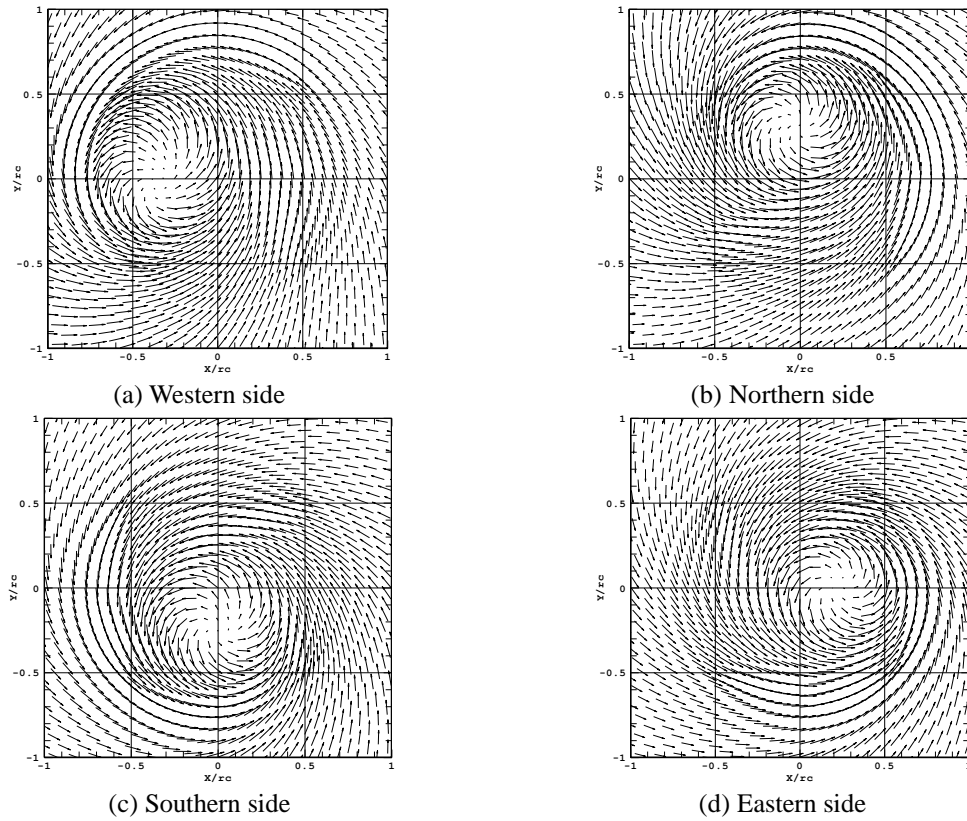 1
0.5
0
-0.5
-1
Y/rc
-1 -0.5 0 0.5 1
X/rc
(a) Western side
1
0.5
0
-0.5
-1
Y/rc
-1 -0.5 0 0.5
X/rc
(b) Northern side
1
0.5
0
-0.5
-1
Y/rc
-1 -0.5 0 0.5 1
X/rc
(c) Southern side
1
0.5
0
-0.5
-1
Y/rc
-1 -0.5 0 0.5
X/rc
(d) Eastern side